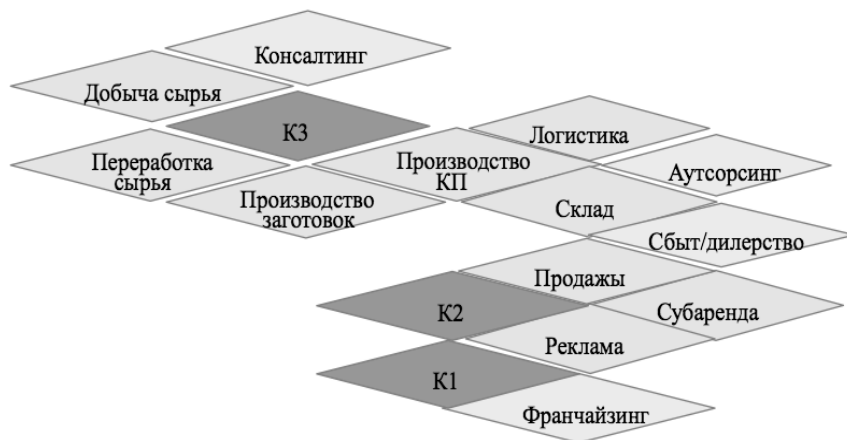 Консалтинг
Добыча сырья
К3
Логистика
Переработка
сырья
Производство
КП
Аутсорсинг
Производство
заготовок
Склад
Сбыт/дилерство
Продажы
К2
Субаренда
Реклама
К1
Франчайзинг